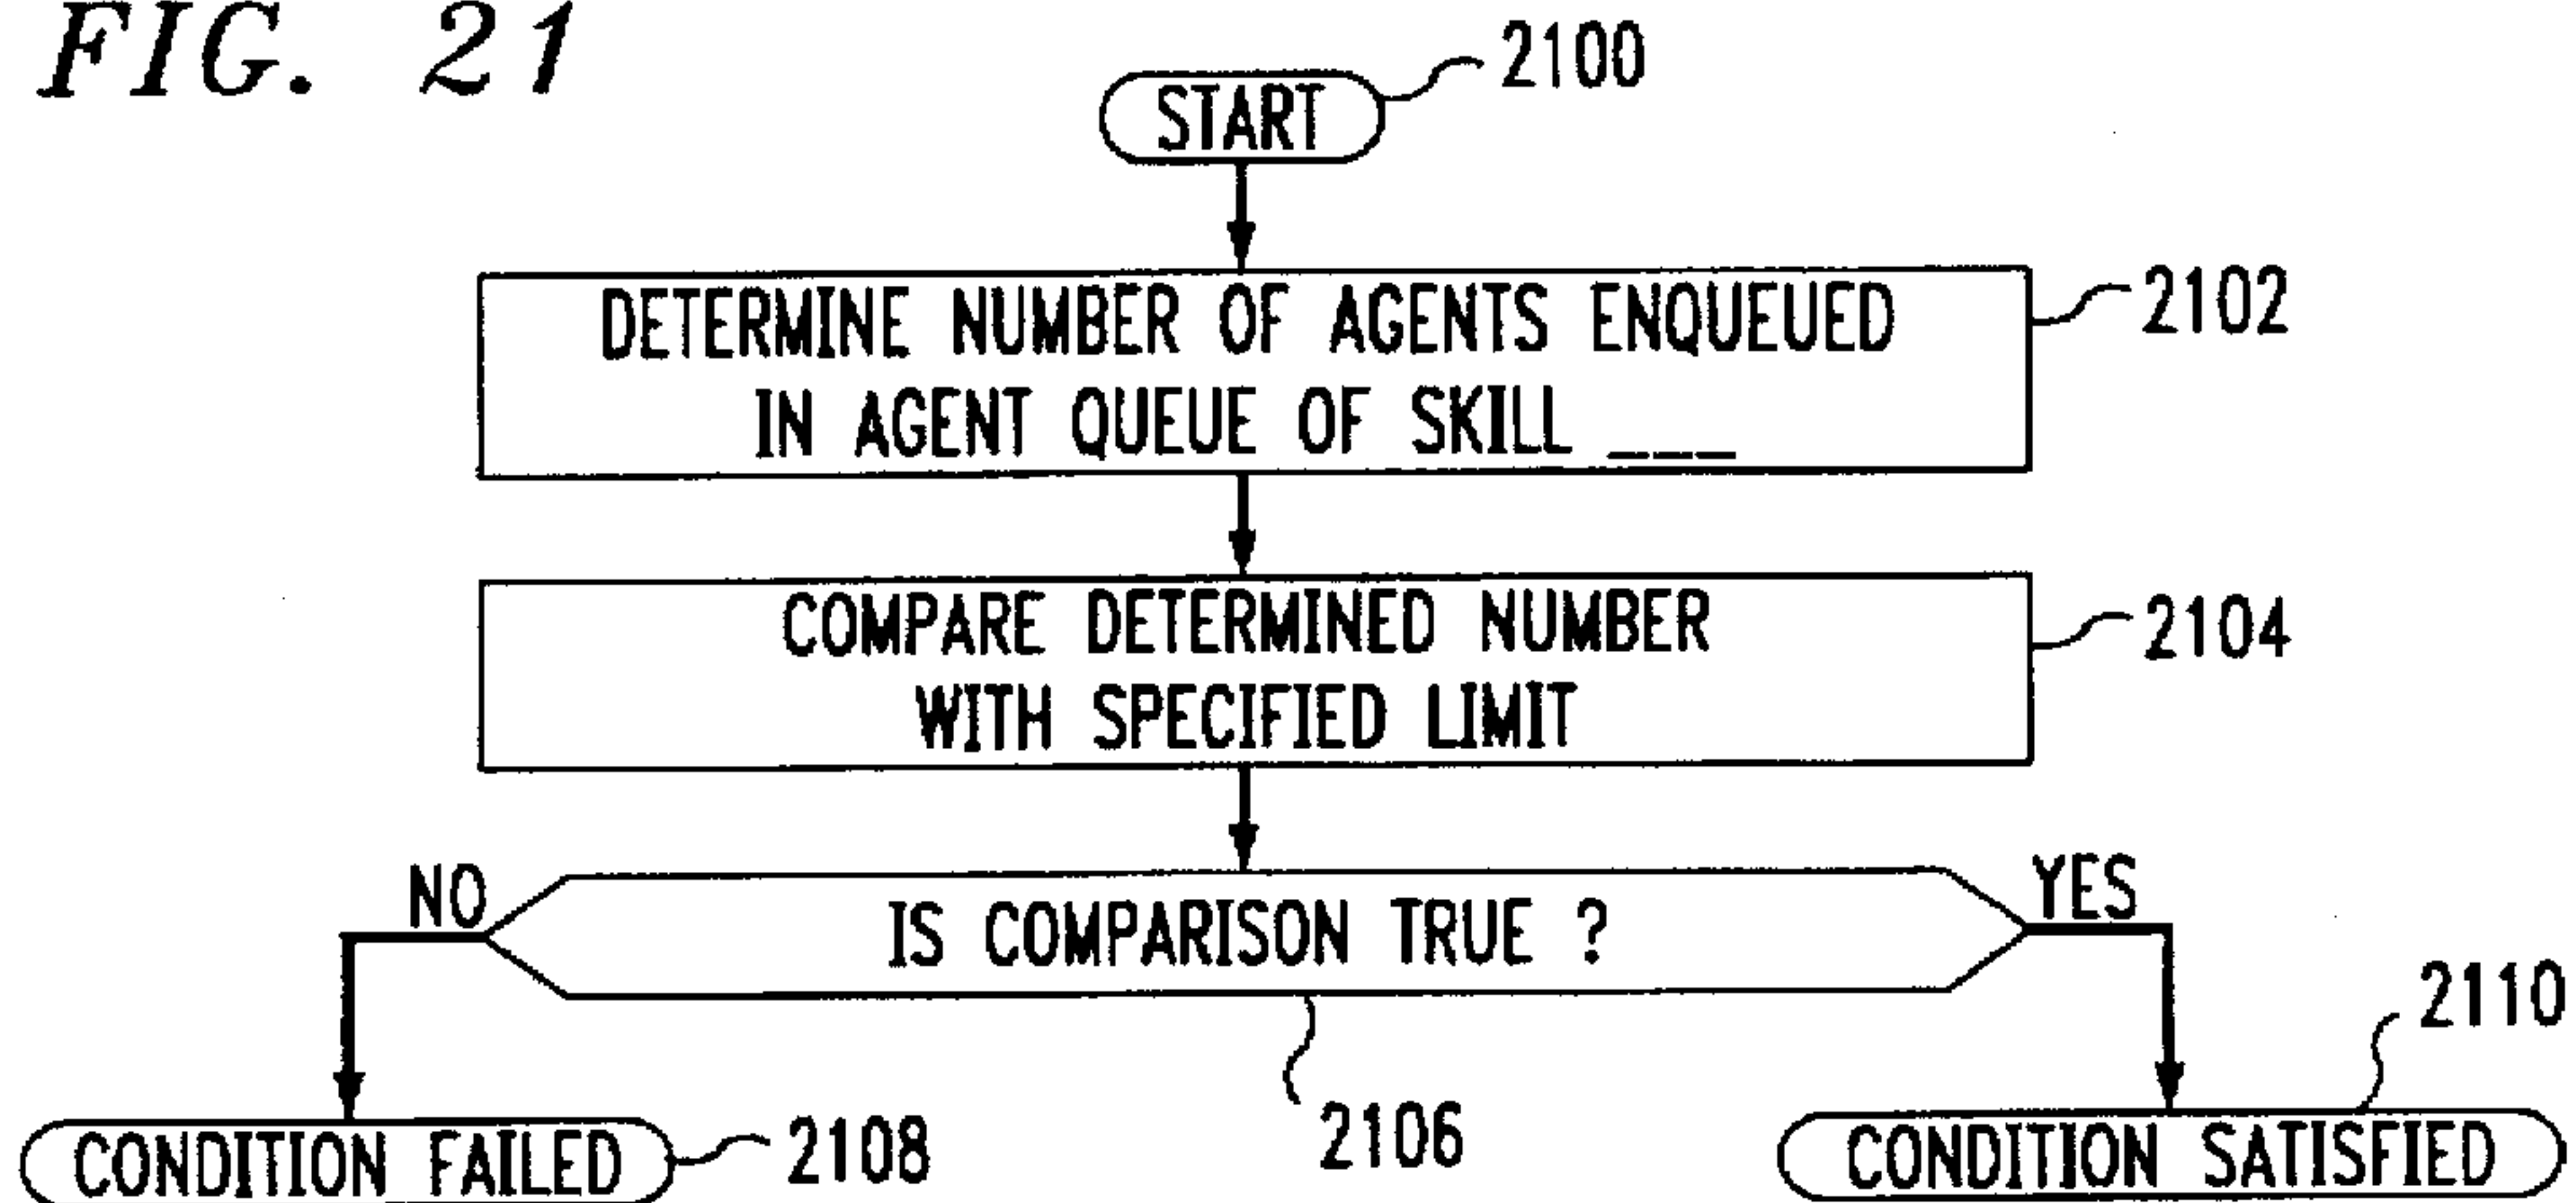 FIG. 21
START
2100
DETERMINE NUMBER OF AGENTS ENQUEUED
IN AGENT QUEUE OF SKILL ___
2102
COMPARE DETERMINED NUMBER
WITH SPECIFIED LIMIT
2104
NO
IS COMPARISON TRUE ?
YES
2106
CONDITION FAILED
2108
CONDITION SATISFIED
2110